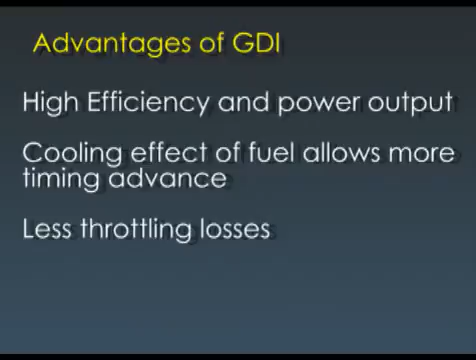 Advantages of GDI
High Efficiency and power output
Cooling effect of fuel allows more
timing advance
Less throttling losses